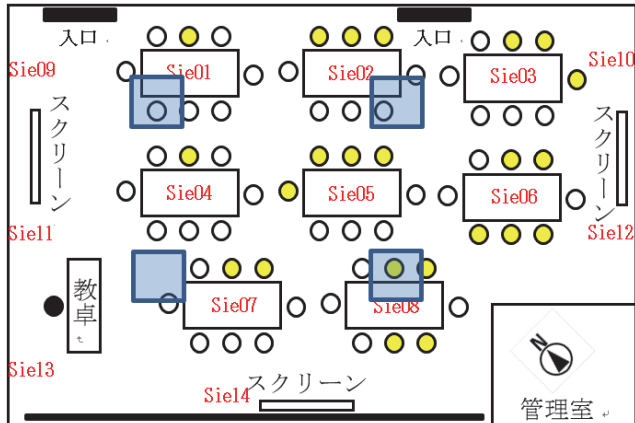 入口
入口
Sie09
Sie01
Sie02
Sie03
Sie10
スクリーン
スクリーン
Sie04
Sie05
Sie06
Sie11
Sie12
教卓
Sie07
Sie08
N
Sie13
Sie14
スクリーン
管理室